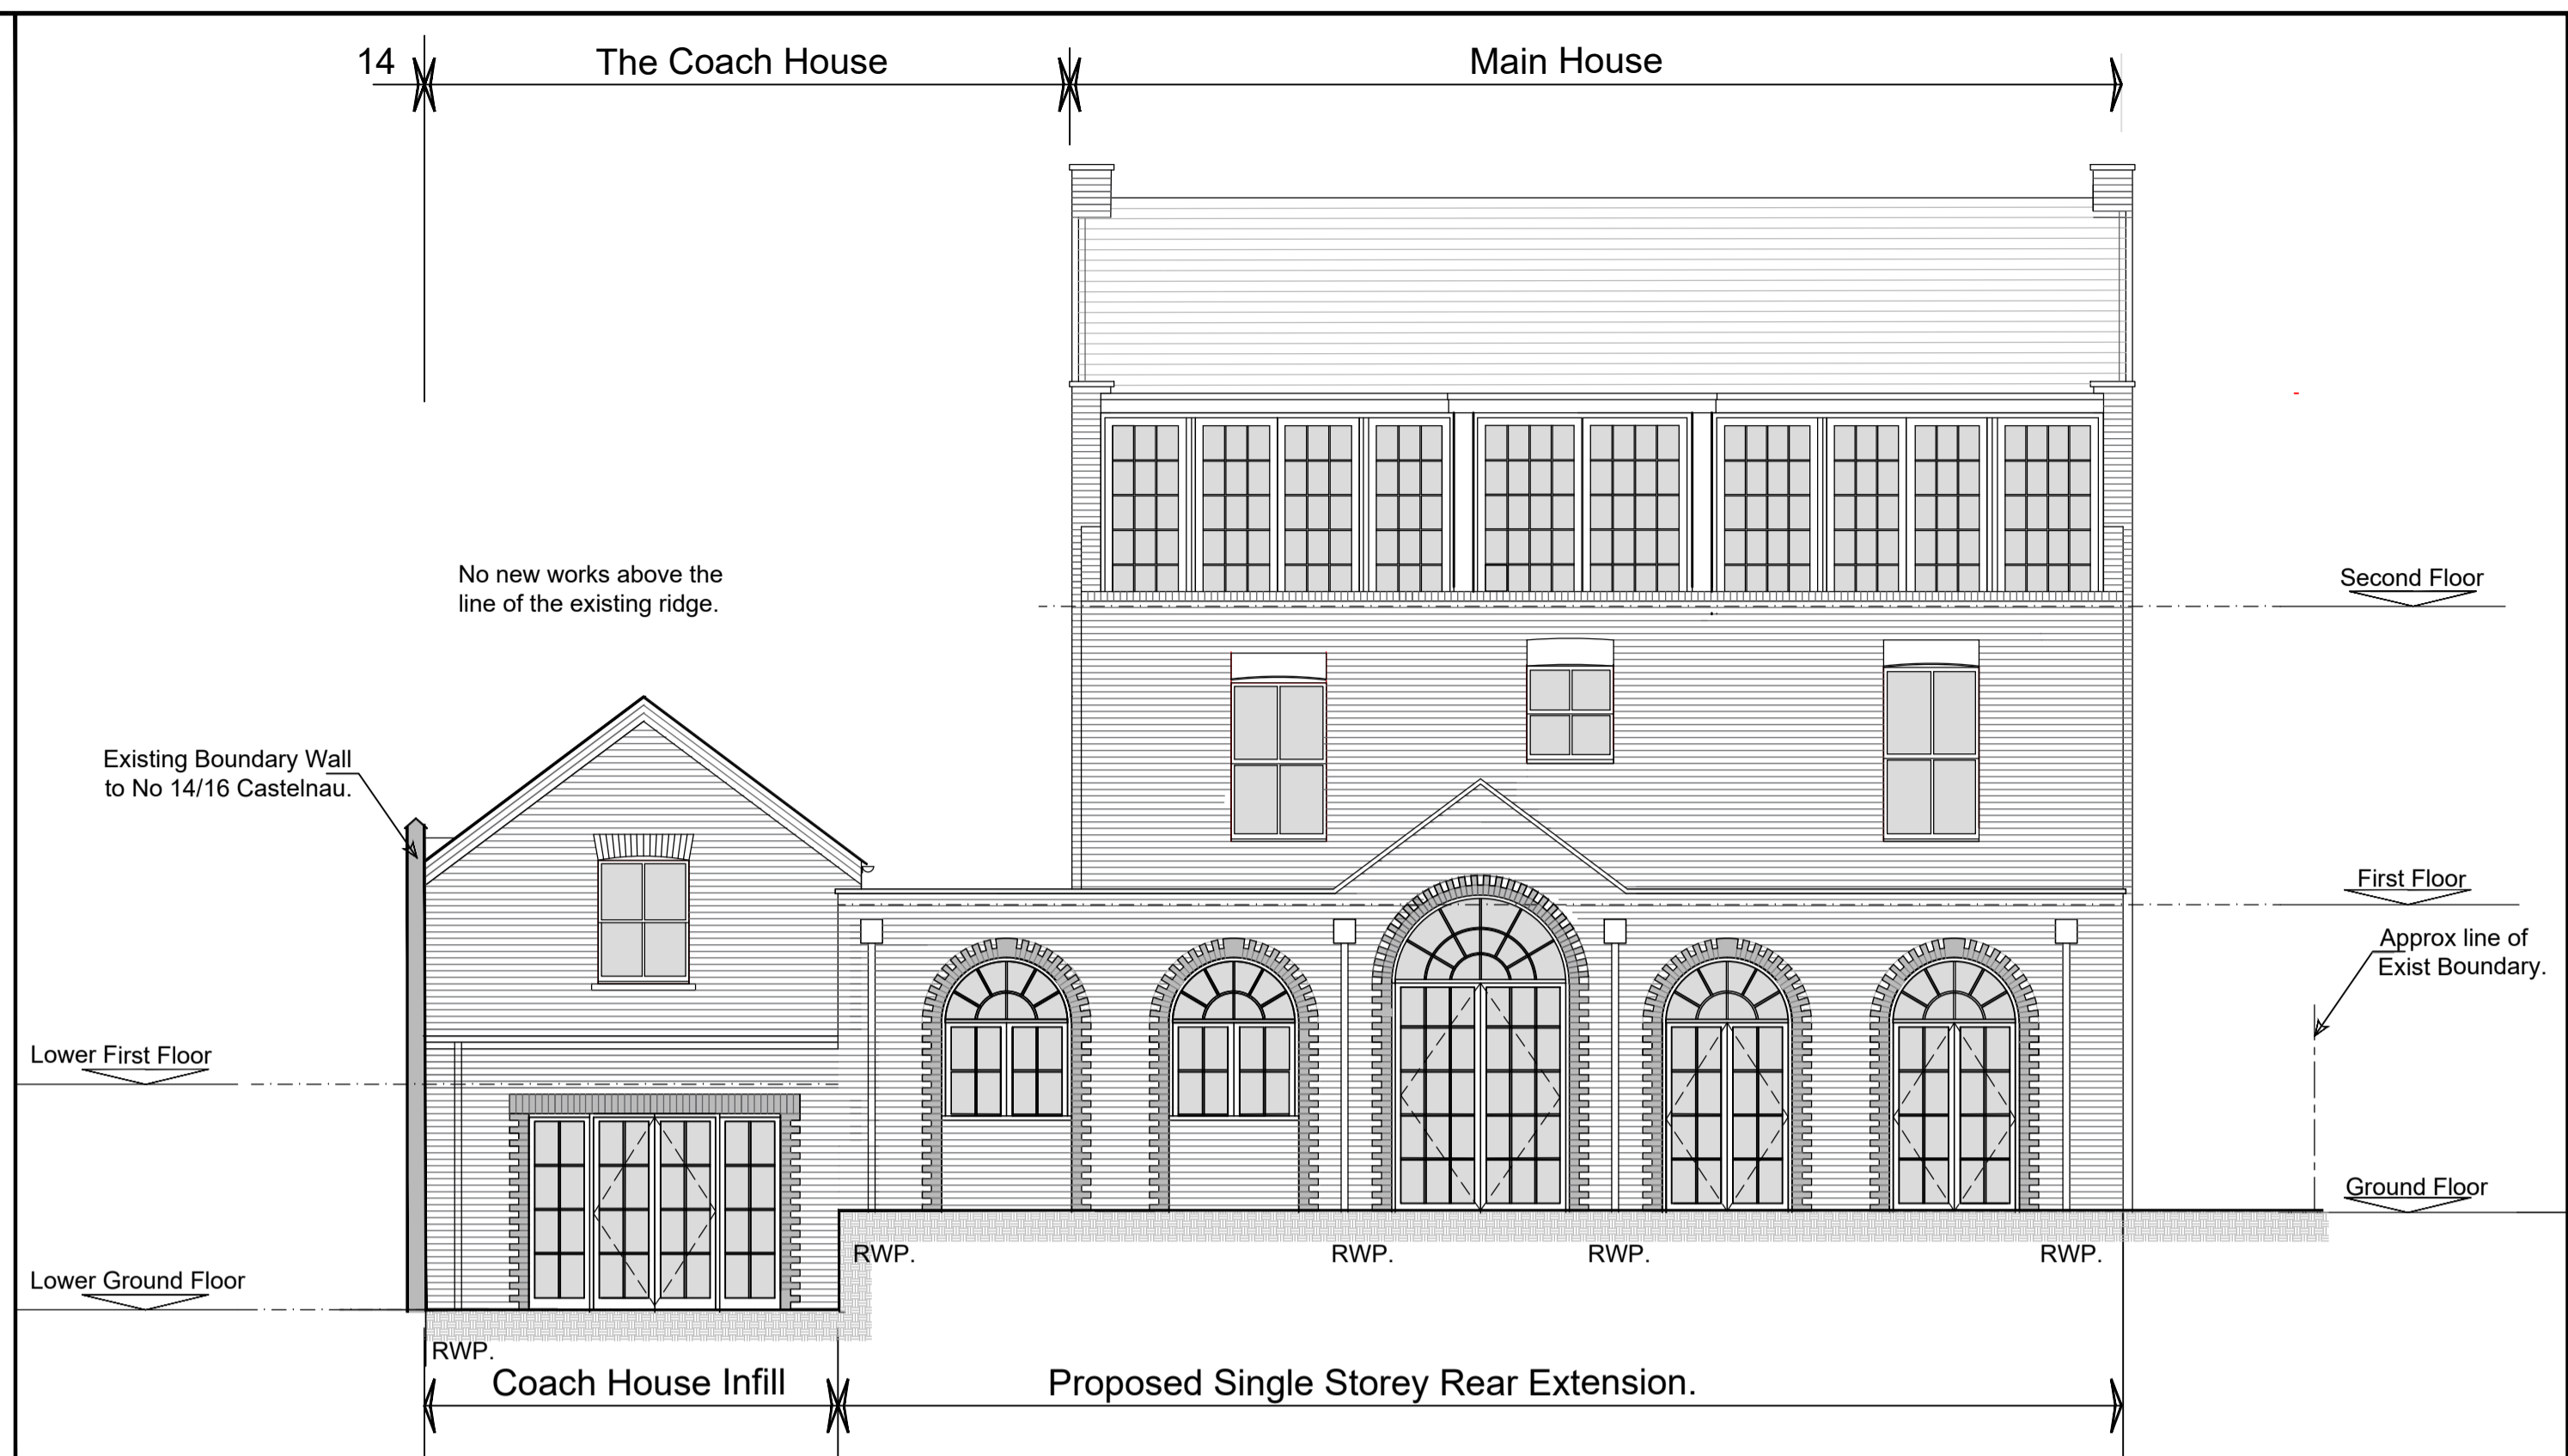 14
The Coach House
Main House
No new works above the
line of the existing ridge.
Second Floor
Existing Boundary Wall
to No 14/16 Castelnau.
First Floor
Approx line of
Exist Boundary.
Lower First Floor
Ground Floor
RWP.
RWP.
RWP.
RWP.
Lower Ground Floor
RWP.
Coach House Infill
Proposed Single Storey Rear Extension.